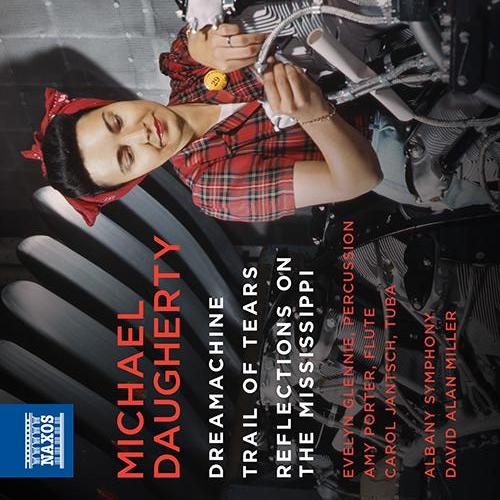 MICHAEL
DAUGHERTY
DREAMACHINE
TRAIL OF TEARS
REFLECTIONS ON
THE MISSISSIPPI
EVELYN GLENNIE, PERCUSSION
AMY PORTER, FLUTE
CAROL JANTSCH, TUBA
ALBANY SYMPHONY
DAVID ALAN MILLER
NAXOS
29